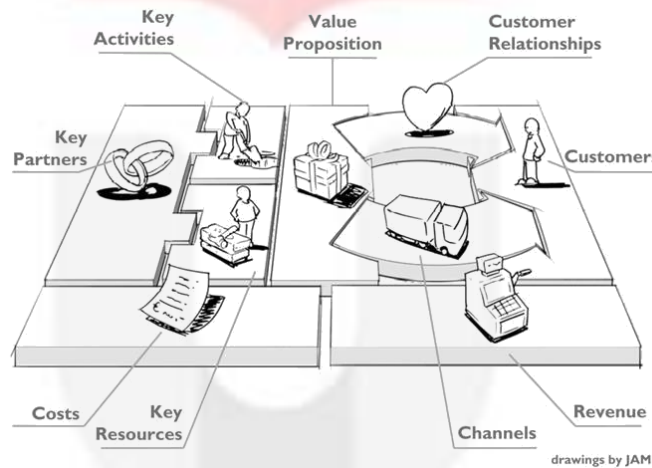 Key
Activities
Value
Proposition
Customer
Relationships
Key
Partners
Customer
Costs
Key
Resources
Channels
Revenue
drawings by JAM